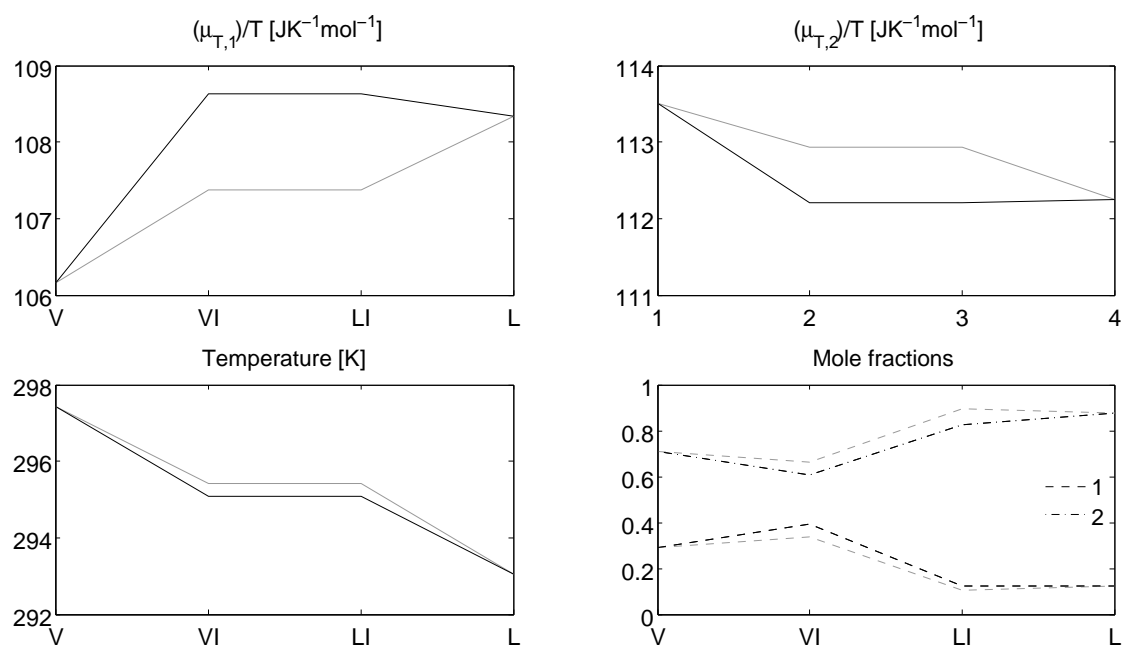 (μT,1)/T [JK−1mol−1]
109
108
107
106
V VI LI L
(μT,2)/T [JK−1mol−1]
114
113
112
111
1 2 3 4
Temperature [K]
298
296
294
292
V VI LI L
Mole fractions
1
0.8
0.6
0.4
0.2
0
1
2
V VI LI L